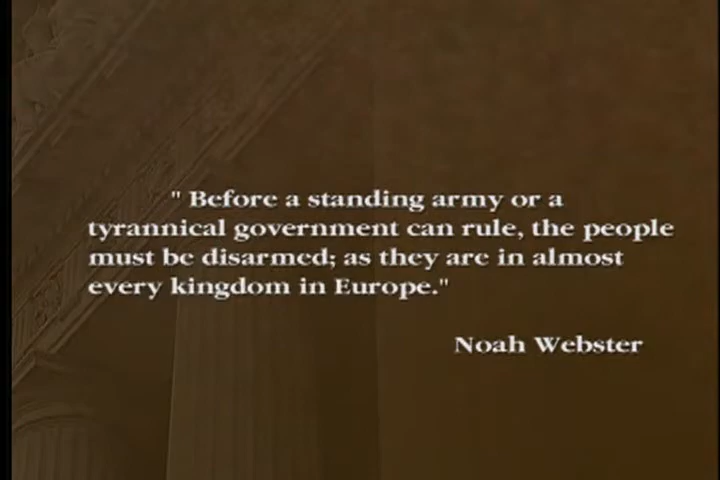 " Before a standing army or a
tyrannical government can rule, the people
must be disarmed; as they are in almost
every kingdom in Europe."
Noah Webster